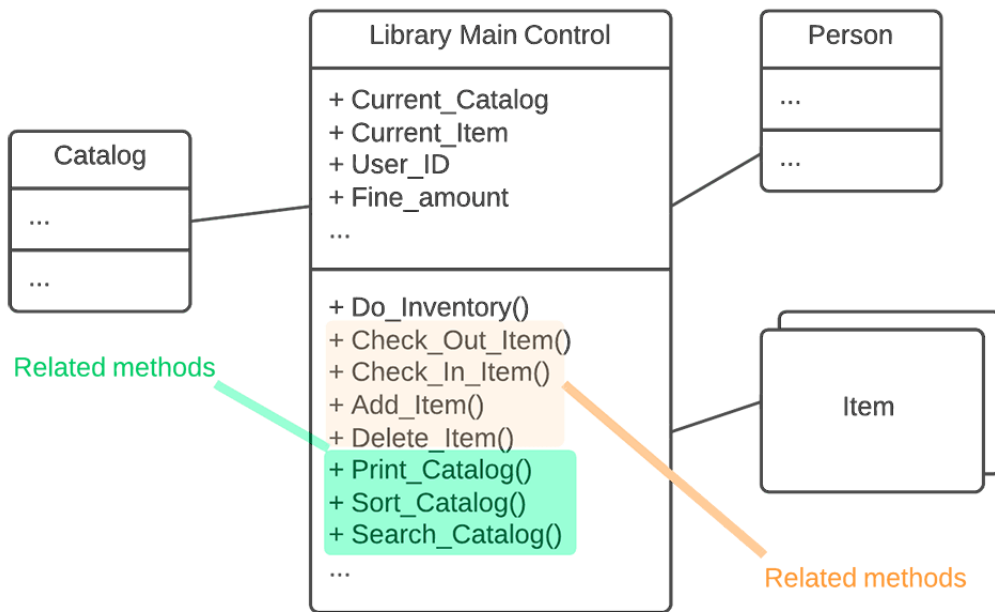 Library Main Control
+ Current_Catalog
+ Current_Item
+ User_ID
+ Fine_amount
...
+ Do_Inventory()
+ Check_Out_Item()
+ Check_In_Item()
+ Add_Item()
+ Delete_Item()
+ Print_Catalog()
+ Sort_Catalog()
+ Search_Catalog()
...
Person
...
...
Catalog
...
...
Related methods
Item
Related methods